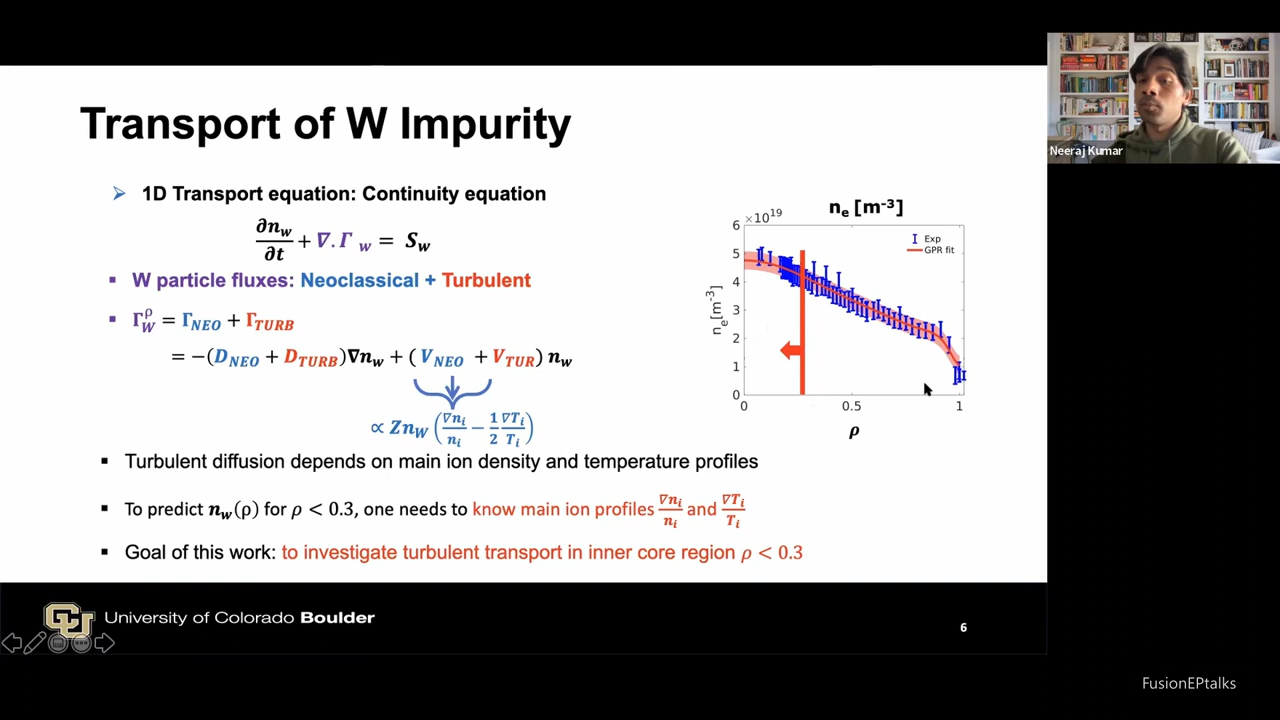 Transport of W Impurity
➢ 1D Transport equation: Continuity equation
∂n_w/∂t + ∇.Γ_w = S_w
▪ W particle fluxes: Neoclassical + Turbulent
▪ Γ_W^ρ = Γ_NEO + Γ_TURB
= −(D_NEO + D_TURB)∇n_w + (V_NEO + V_TUR) n_w
∝ Zn_W (∇n_i/n_i − 1/2 ∇T_i/T_i)
▪ Turbulent diffusion depends on main ion density and temperature profiles
▪ To predict n_w(ρ) for ρ < 0.3, one needs to know main ion profiles ∇n_i/n_i and ∇T_i/T_i
▪ Goal of this work: to investigate turbulent transport in inner core region ρ < 0.3
n_e [m⁻³]
×10¹⁹
6
5
4
3
2
1
0
n_e[m⁻³]
Exp
GPR fit
0 0.5 1
ρ
Neeraj Kumar
CU
University of Colorado Boulder
6
FusionEPtalks